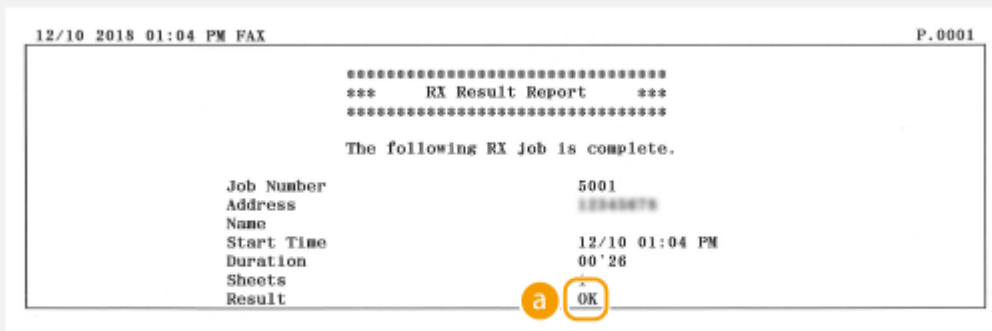 12/10 2018 01:04 PM FAX P.0001
********************************
*** RX Result Report ***
********************************
The following RX job is complete.
Job Number 5001
Address
Name
Start Time 12/10 01:04 PM
Duration 00'26
Sheets
Result a OK